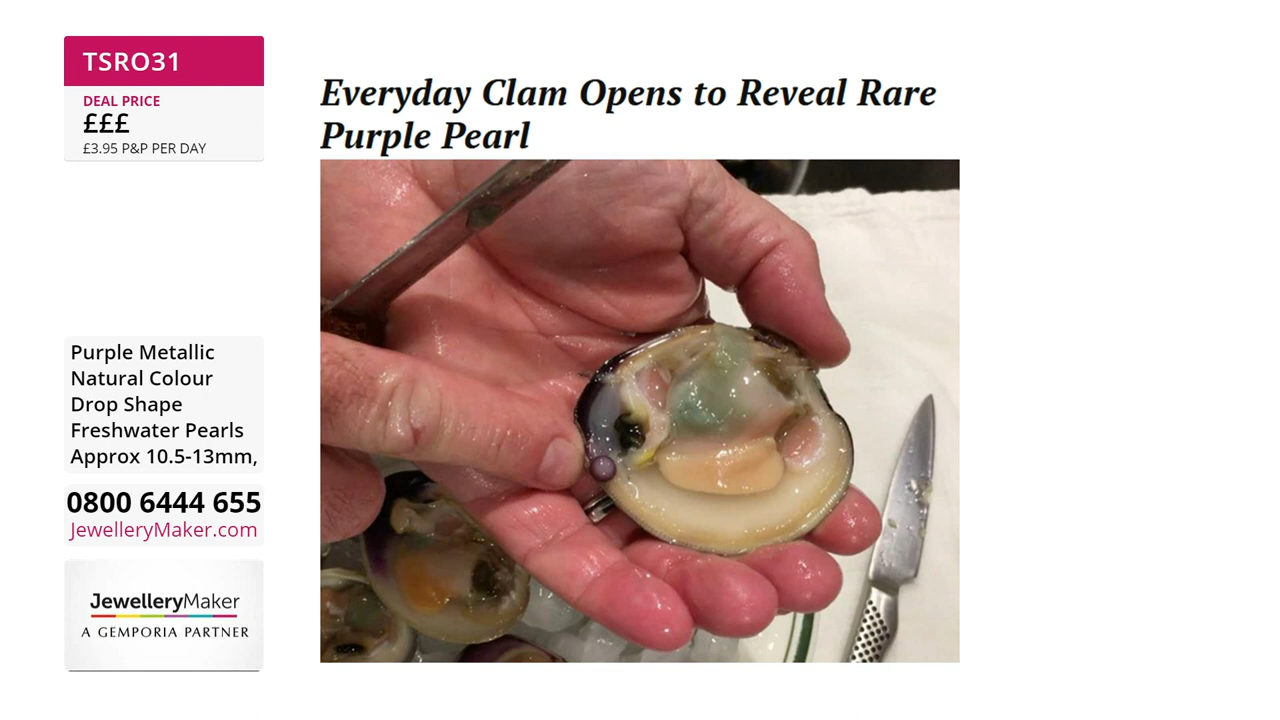 TSRO31
DEAL PRICE
£££
£3.95 P&P PER DAY
Everyday Clam Opens to Reveal Rare
Purple Pearl
Purple Metallic
Natural Colour
Drop Shape
Freshwater Pearls
Approx 10.5-13mm,
0800 6444 655
JewelleryMaker.com
JewelleryMaker
A GEMPORIA PARTNER